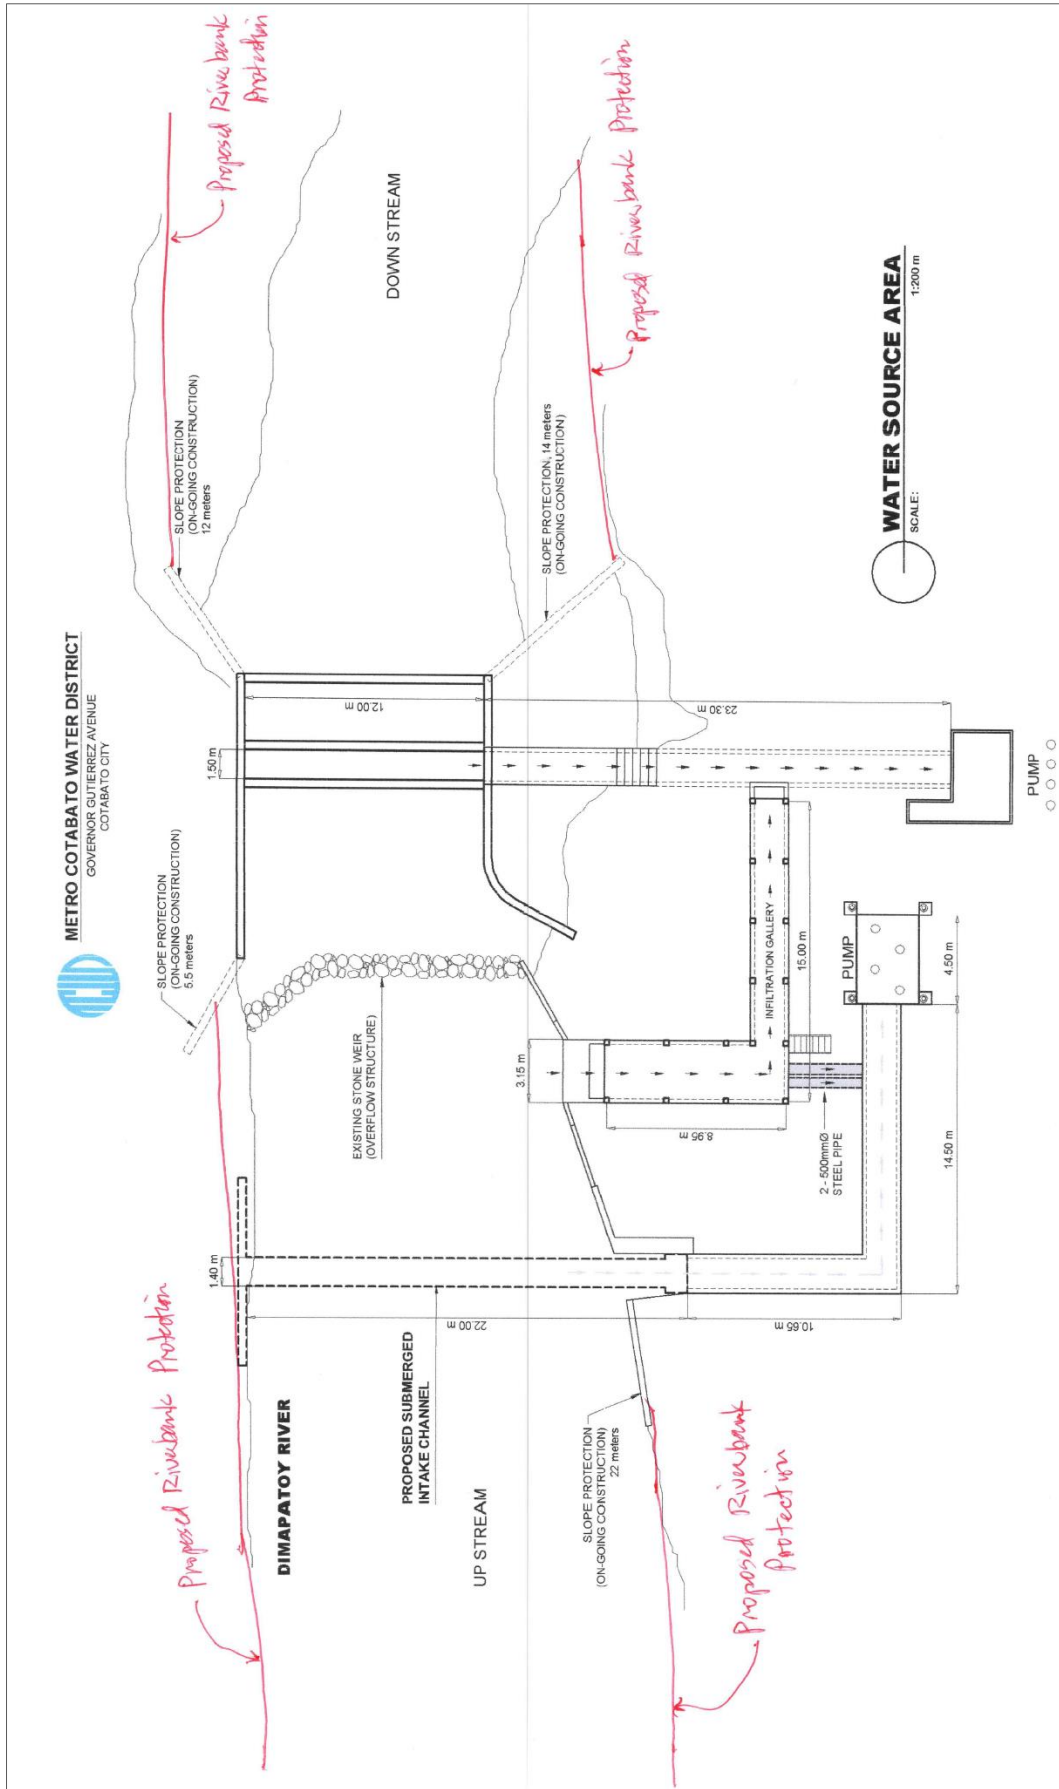 METRO COTABATO WATER DISTRICT
GOVERNOR GUTIERREZ AVENUE
COTABATO CITY
Proposed Riverbank
Protection
SLOPE PROTECTION
(ON-GOING CONSTRUCTION)
5.5 meters
SLOPE PROTECTION
(ON-GOING CONSTRUCTION)
12 meters
Proposed Riverbank
Protection
DIMAPATOY RIVER
1.40 m
22.00 m
PROPOSED SUBMERGED
INTAKE CHANNEL
EXISTING STONE WEIR
(OVERFLOW STRUCTURE)
1.50 m
12.00 m
UP STREAM
DOWN STREAM
SLOPE PROTECTION
(ON-GOING CONSTRUCTION)
22 meters
3.15 m
8.95 m
SLOPE PROTECTION, 14 meters
(ON-GOING CONSTRUCTION)
Proposed Riverbank Protection
23.30 m
INFILTRATION GALLERY
15.00 m
2 - 500mmØ
STEEL PIPE
10.65 m
14.50 m
PUMP
4.50 m
PUMP
Proposed Riverbank
Protection
WATER SOURCE AREA
SCALE:
1:200 m